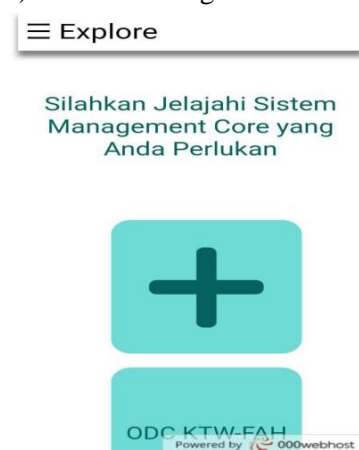 Explore
Silahkan Jelajahi Sistem
Management Core yang
Anda Perlukan
ODC KTW-FAH
Powered by 000webhost